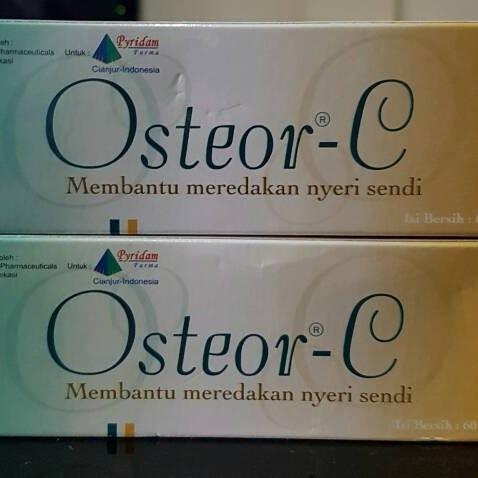 oleh :
Pharmaceuticals Untuk :
kasi
Pyridam
Farma
Cianjur-Indonesia
Osteor®-C
Membantu meredakan nyeri sendi
Isi Bersih :
oleh :
Pharmaceuticals Untuk :
ekasi
Pyridam
Farma
Cianjur-Indonesia
Osteor®-C
Membantu meredakan nyeri sendi
Isi Bersih : 60